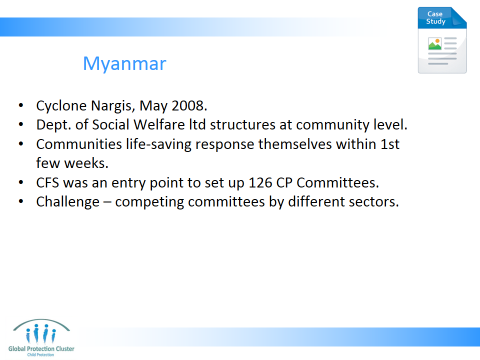 Case
Study
Myanmar
• Cyclone Nargis, May 2008.
• Dept. of Social Welfare ltd structures at community level.
• Communities life-saving response themselves within 1st
few weeks.
• CFS was an entry point to set up 126 CP Committees.
• Challenge – competing committees by different sectors.
Global Protection Cluster
Child Protection